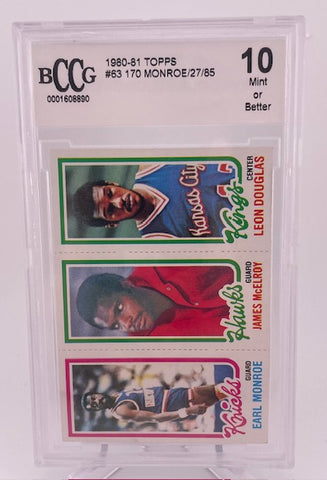 BCCG
0001608890
1980-81 TOPPS
#63 170 MONROE/27/85
10
Mint
or
Better
Kansas City
Kings
CENTER
LEON DOUGLAS
Hawks
GUARD
JAMES McELROY
Knicks
GUARD
EARL MONROE